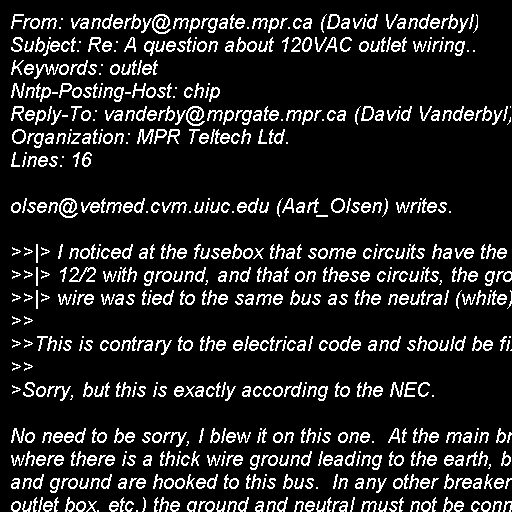 From: vanderby@mprgate.mpr.ca (David Vanderbyl)
Subject: Re: A question about 120VAC outlet wiring..
Keywords: outlet
Nntp-Posting-Host: chip
Reply-To: vanderby@mprgate.mpr.ca (David Vanderbyl)
Organization: MPR Teltech Ltd.
Lines: 16

olsen@vetmed.cvm.uiuc.edu (Aart_Olsen) writes.

>>|> I noticed at the fusebox that some circuits have the
>>|> 12/2 with ground, and that on these circuits, the gro
>>|> wire was tied to the same bus as the neutral (white)
>>
>>This is contrary to the electrical code and should be fi
>>
>Sorry, but this is exactly according to the NEC.

No need to be sorry, I blew it on this one.  At the main br
where there is a thick wire ground leading to the earth, b
and ground are hooked to this bus.  In any other breaker
outlet box, etc.) the ground and neutral must not be conn